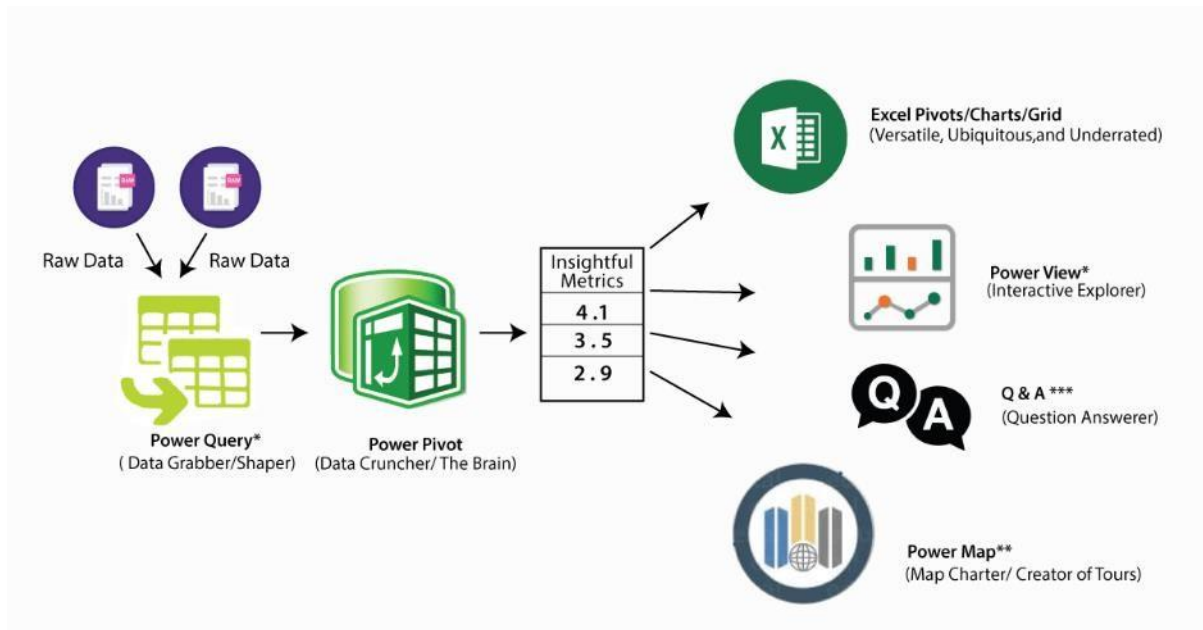 Raw Data
Raw Data
Power Query*
( Data Grabber/Shaper)
Power Pivot
(Data Cruncher/ The Brain)
Insightful
Metrics
4.1
3.5
2.9
X
Excel Pivots/Charts/Grid
(Versatile, Ubiquitous,and Underrated)
Power View*
(Interactive Explorer)
Q A
Q & A ***
(Question Answerer)
Power Map**
(Map Charter/ Creator of Tours)